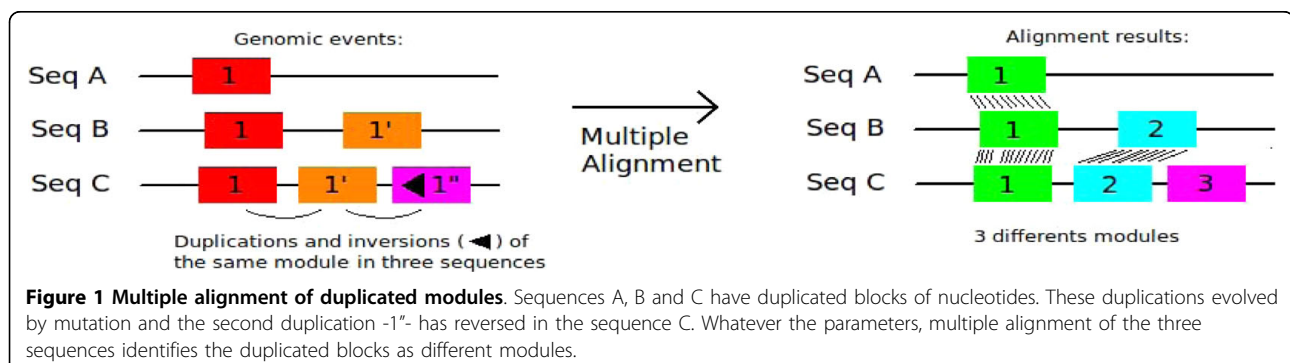 Genomic events:
Seq A 1
Seq B 1 1'
Seq C 1 1' 1"
Duplications and inversions ( ◄ ) of
the same module in three sequences
Multiple
Alignment
Alignment results:
Seq A 1
Seq B 1 2
Seq C 1 2 3
3 differents modules
Figure 1 Multiple alignment of duplicated modules. Sequences A, B and C have duplicated blocks of nucleotides. These duplications evolved
by mutation and the second duplication -1"- has reversed in the sequence C. Whatever the parameters, multiple alignment of the three
sequences identifies the duplicated blocks as different modules.